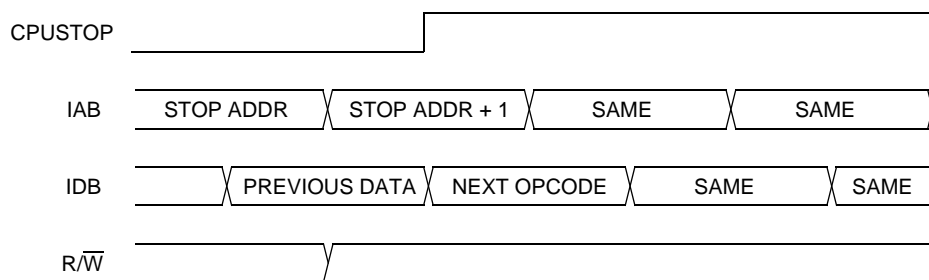 CPUSTOP
IAB STOP ADDR STOP ADDR + 1 SAME SAME
IDB PREVIOUS DATA NEXT OPCODE SAME SAME
R/W̅